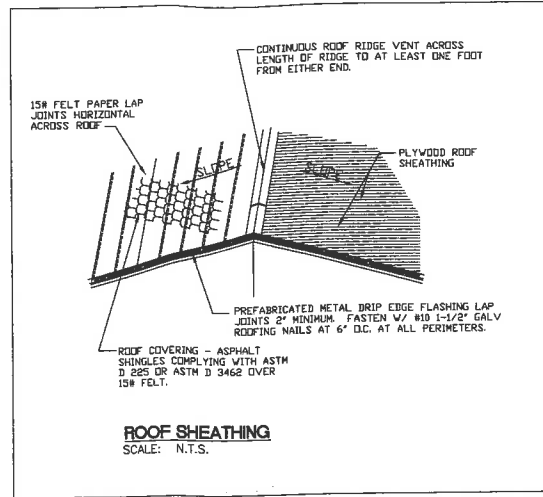 CONTINUOUS ROOF RIDGE VENT ACROSS
LENGTH OF RIDGE TO AT LEAST ONE FOOT
FROM EITHER END.
15# FELT PAPER LAP
JOINTS HORIZONTAL
ACROSS ROOF
SLOPE
SLOPE
PLYWOOD ROOF
SHEATHING
PREFABRICATED METAL DRIP EDGE FLASHING LAP
JOINTS 2" MINIMUM. FASTEN W/ #10 1-1/2" GALV
ROOFING NAILS AT 6" O.C. AT ALL PERIMETERS.
ROOF COVERING - ASPHALT
SHINGLES COMPLYING WITH ASTM
D 225 OR ASTM D 3462 OVER
15# FELT.
ROOF SHEATHING
SCALE: N.T.S.